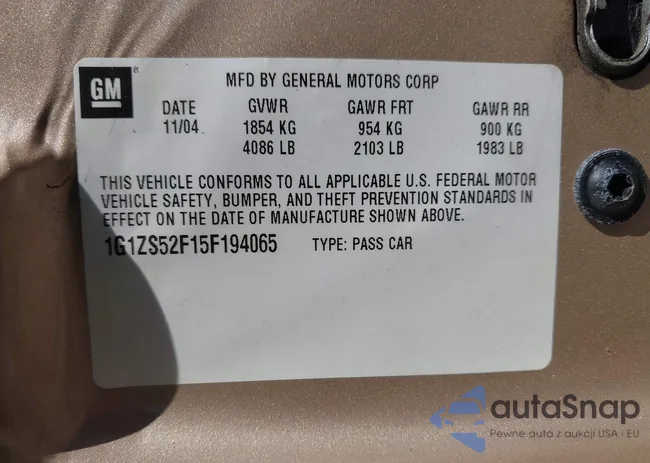 GM
MFD BY GENERAL MOTORS CORP
DATE GVWR GAWR FRT GAWR RR
11/04 1854 KG 954 KG 900 KG
4086 LB 2103 LB 1983 LB
THIS VEHICLE CONFORMS TO ALL APPLICABLE U.S. FEDERAL MOTOR
VEHICLE SAFETY, BUMPER, AND THEFT PREVENTION STANDARDS IN
EFFECT ON THE DATE OF MANUFACTURE SHOWN ABOVE.
1G1ZS52F15F194065 TYPE: PASS CAR
autaSnap
Pewne auta z aukcji USA i EU